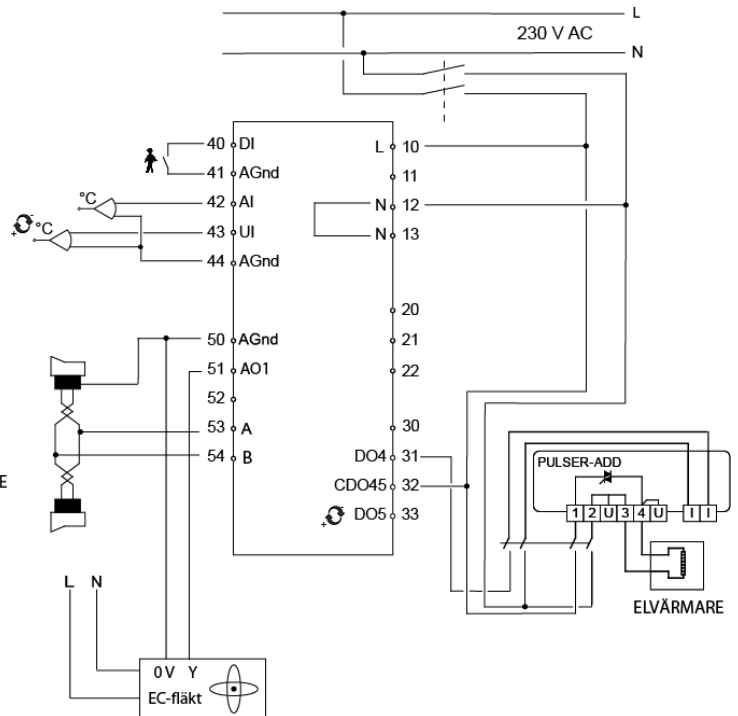 L
230 V AC
N
40 DI
41 AGnd
42 AI
43 UI
44 AGnd
50 AGnd
51 AO1
52
53 A
54 B
L 10
11
N 12
N 13
20
21
22
30
DO4 31
CDO45 32
DO5 33
°C
°C
+ -
+ -
E
PULSER-ADD
1 2 U 3 4 U I I
ELVÄRMARE
L N
0 V Y
EC-fläkt